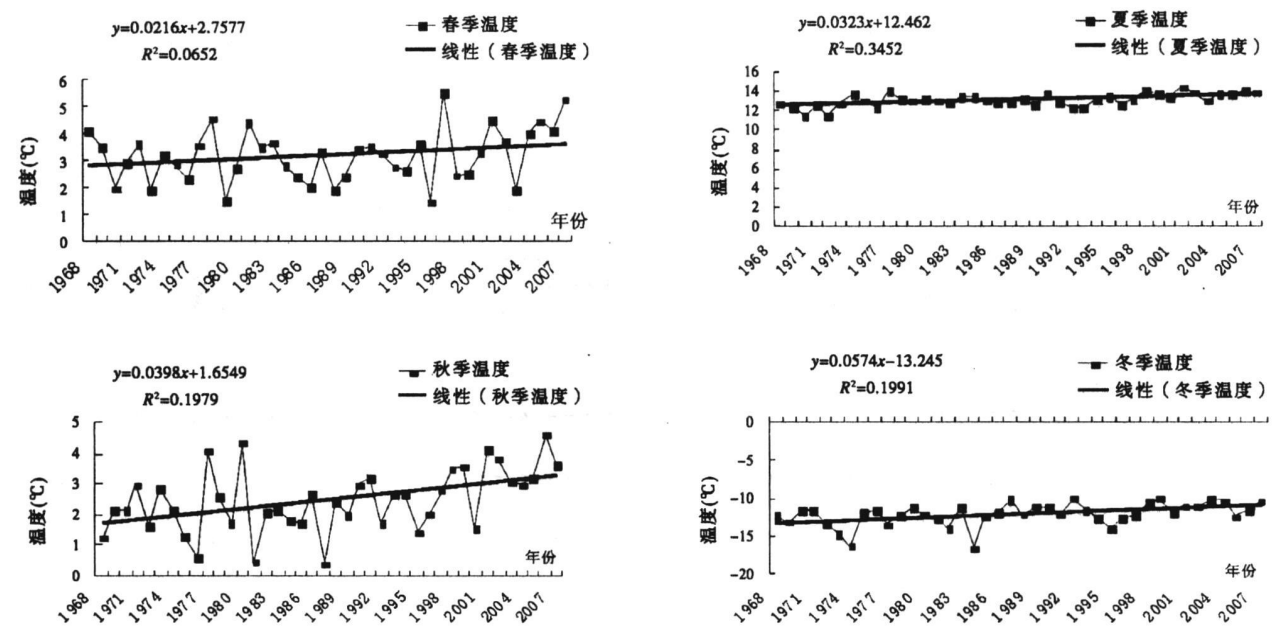 y=0.0216x+2.7577
R²=0.0652
春季温度
线性（春季温度）
6
5
4
3
2
1
0
温度(℃)
年份
1968 1971 1974 1977 1980 1983 1986 1989 1992 1995 1998 2001 2004 2007
y=0.0323x+12.462
R²=0.3452
夏季温度
线性（夏季温度）
16
14
12
10
8
6
4
2
0
温度(℃)
年份
1968 1971 1974 1977 1980 1983 1986 1989 1992 1995 1998 2001 2004 2007
y=0.0398x+1.6549
R²=0.1979
秋季温度
线性（秋季温度）
5
4
3
2
1
0
温度(℃)
年份
1968 1971 1974 1977 1980 1983 1986 1989 1992 1995 1998 2001 2004 2007
y=0.0574x−13.245
R²=0.1991
冬季温度
线性（冬季温度）
0
−5
−10
−15
−20
温度(℃)
年份
1968 1971 1974 1977 1980 1983 1986 1989 1992 1995 1998 2001 2004 2007